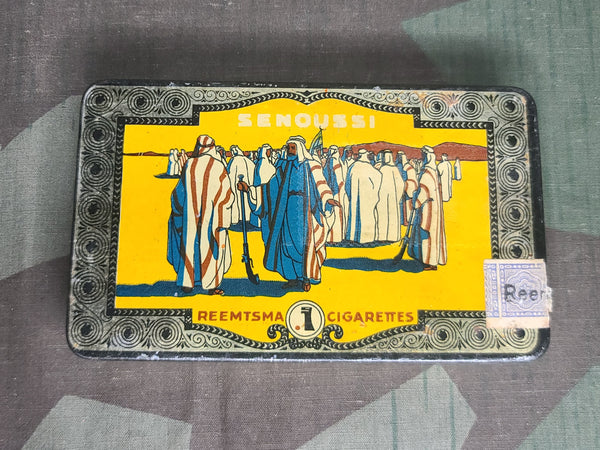 SENOUSSI
REEMTSMA .1 CIGARETTES
Reem